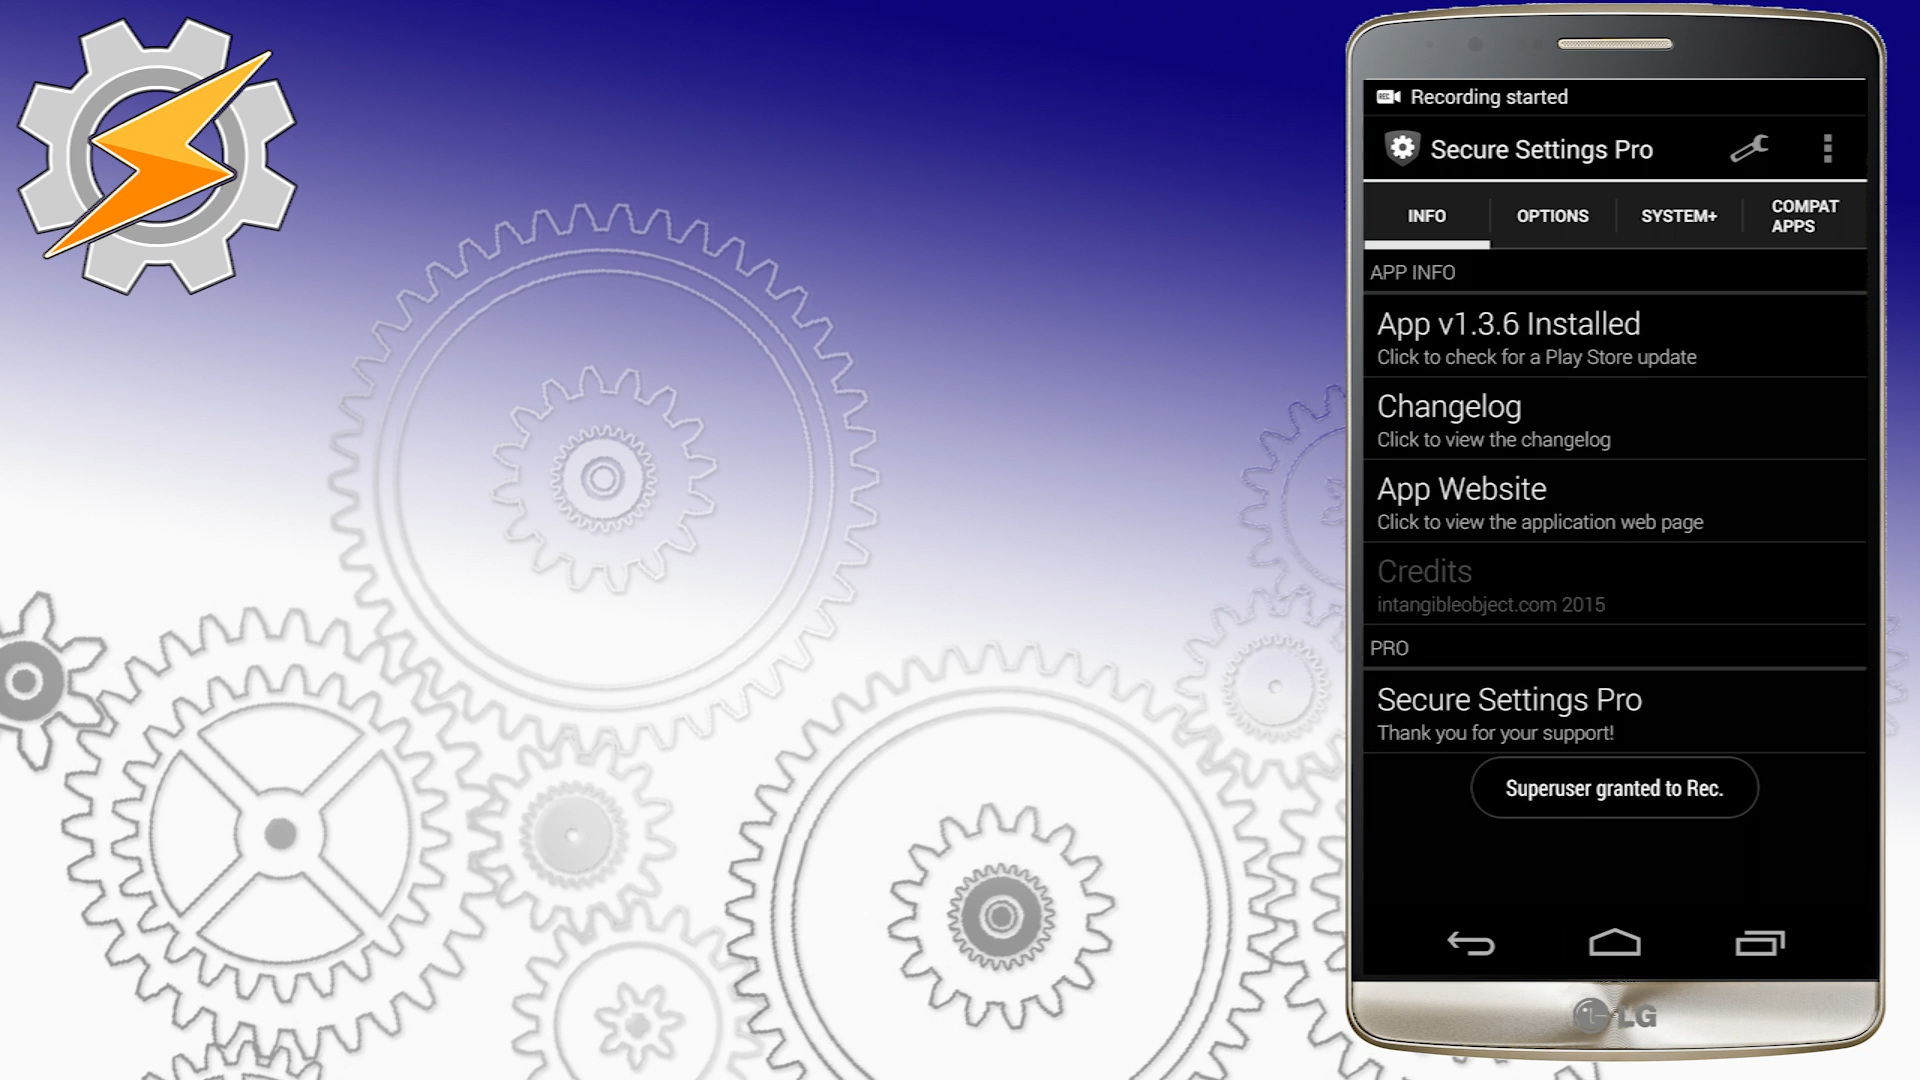 REC
Recording started
Secure Settings Pro
INFO
OPTIONS
SYSTEM+
COMPAT
APPS
APP INFO
App v1.3.6 Installed
Click to check for a Play Store update
Changelog
Click to view the changelog
App Website
Click to view the application web page
Credits
intangibleobject.com 2015
PRO
Secure Settings Pro
Thank you for your support!
Superuser granted to Rec.
LG